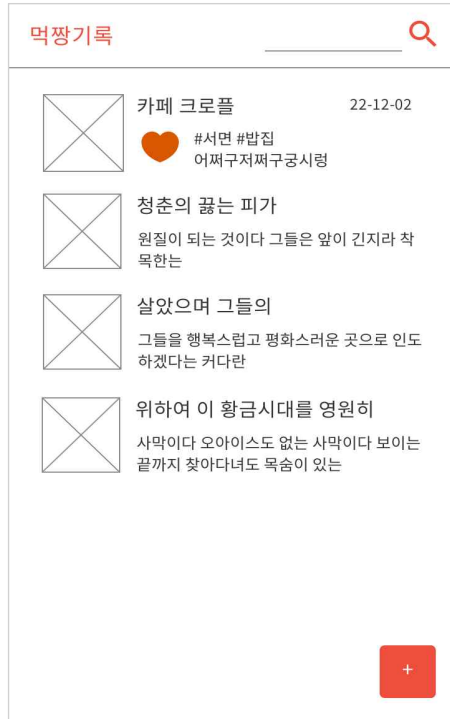 먹짱기록
카페 크로플 22-12-02
#서면 #밥집
어쩌구저쩌구궁시렁
청춘의 끓는 피가
원질이 되는 것이다 그들은 앞이 긴지라 착
목한는
살았으며 그들의
그들을 행복스럽고 평화스러운 곳으로 인도
하겠다는 커다란
위하여 이 황금시대를 영원히
사막이다 오아이스도 없는 사막이다 보이는
끝까지 찾아다녀도 목숨이 있는
+